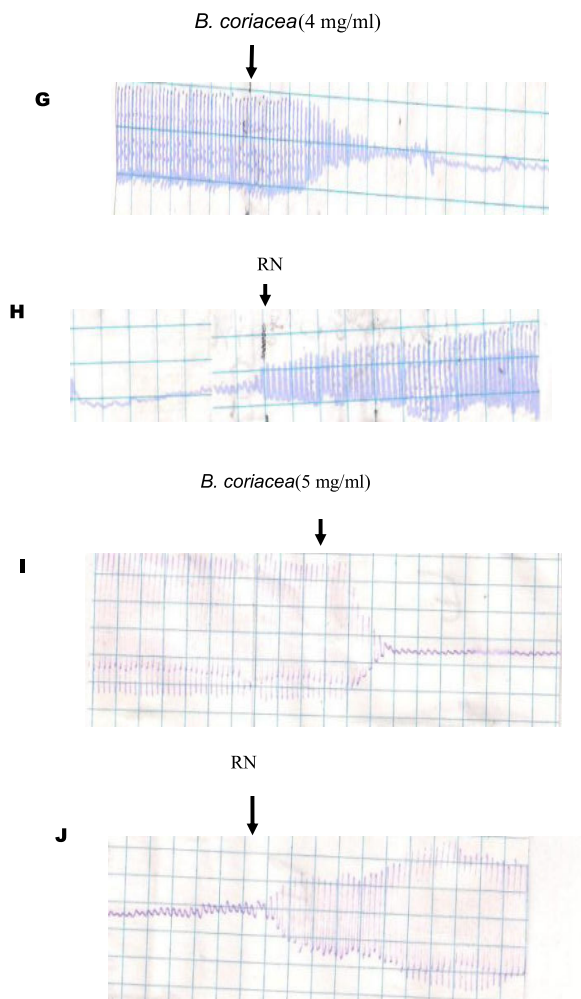 B. coriacea(4 mg/ml)
G
RN
H
B. coriacea(5 mg/ml)
I
RN
J